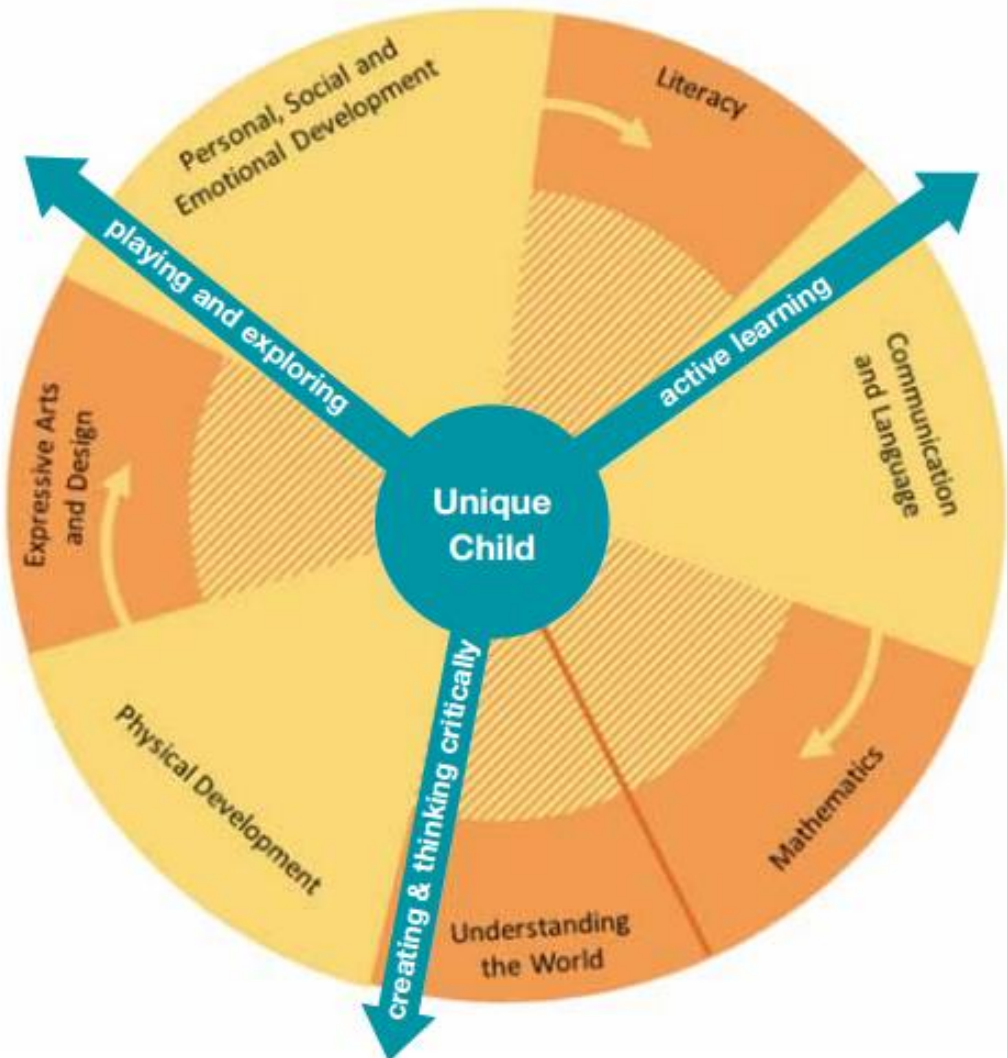 Personal, Social and
Emotional Development
Literacy
playing and exploring
active learning
Communication
and Language
Expressive Arts
and Design
Unique
Child
Physical Development
creating & thinking critically
Mathematics
Understanding
the World